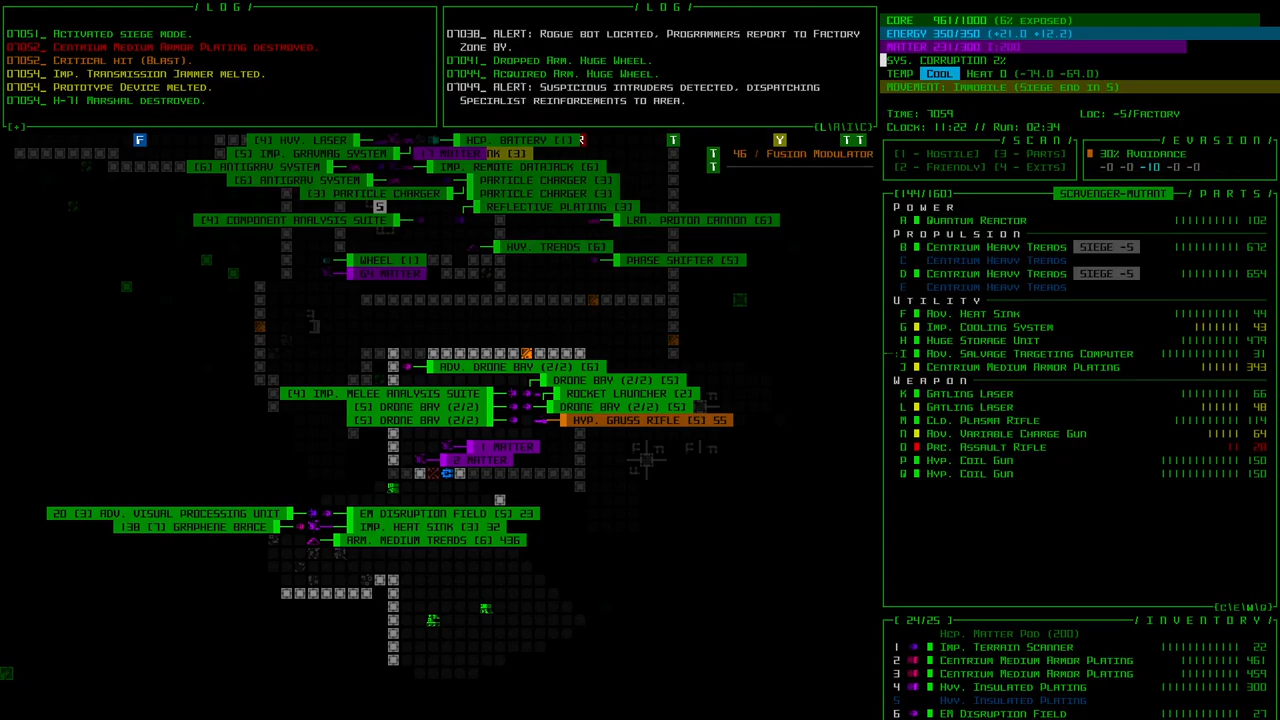 / LOG /
07051_ Activated siege mode.
07052_ Centrium Medium Armor Plating destroyed.
07052_ Critical hit (Blast).
07054_ Imp. Transmission Jammer melted.
07054_ Prototype Device melted.
07054_ H-71 Marshal destroyed.
[+]
/ LOG /
07038_ ALERT: Rogue bot located, Programmers report to Factory
Zone BY.
07041_ Dropped Arm. Huge Wheel.
07049_ Acquired Arm. Huge Wheel.
07049_ ALERT: Suspicious intruders detected, dispatching
Specialist reinforcements to area.
(L\A\I\C)
Core 961/1000 (6% exposed)
Energy 350/350 (+21.0 +12.2)
Matter 231/300
Sys. Corruption 2%
Temp Cool Heat 0 (-74.0 -69.0)
Movement: Immobile (Siege end in 5)
Time: 7059 Loc: -5/Factory
Clock: 11:22 // Run: 02:34
/ SCAN /
[1 - Hostile] [3 - Parts]
[2 - Friendly] [4 - Exits]
/ EVASION /
30% Avoidance
-0 -0 -10 -0 -0
F
T
Y
T T
T
T
46 / Fusion Modulator
(4) Hvy. Laser
Hcp. Battery (1)
(5) Imp. Gravmag System
(6) Antigrav System
Imp. Remote Datajack (6)
(6) Antigrav System
Particle Charger (3)
(3) Particle Charger
Particle Charger (3)
S
Reflective Plating (3)
(4) Component Analysis Suite
Lrn. Proton Cannon (6)
Hvy. Treads (6)
Wheel (1)
Phase Shifter (5)
64 Matter
Adv. Drone Bay (2/2) (6)
Drone Bay (2/2) (5)
(4) Imp. Melee Analysis Suite
Rocket Launcher (2)
(5) Drone Bay (2/2)
Drone Bay (2/2) (5)
(5) Drone Bay (2/2)
Hyp. Gauss Rifle (5) 55
1 Matter
2 Matter
20 (3) Adv. Visual Processing Unit
EM Disruption Field (5) 23
138 (7) Graphene Brace
Imp. Heat Sink (3) 32
Arm. Medium Treads (6) 436
[144/160] Scavenger-Mutant / PARTS /
Power
A Quantum Reactor 102
Propulsion
B Centrium Heavy Treads SIEGE -5 672
C Centrium Heavy Treads
D Centrium Heavy Treads SIEGE -5 654
E Centrium Heavy Treads
Utility
F Adv. Heat Sink 44
G Imp. Cooling System 43
H Huge Storage Unit 479
I Adv. Salvage Targeting Computer 31
J Centrium Medium Armor Plating 343
Weapon
K Gatling Laser 66
L Gatling Laser 48
M Cld. Plasma Rifle 114
N Adv. Variable Charge Gun 64
O Prc. Assault Rifle 20
P Hyp. Coil Gun 150
Q Hyp. Coil Gun 150
(C\E\W\Q)
[ 24/25 ] / INVENTORY /
Hcp. Matter Pod (200)
1 Imp. Terrain Scanner 22
2 Centrium Medium Armor Plating 461
3 Centrium Medium Armor Plating 459
4 Hvy. Insulated Plating 300
5 Hvy. Insulated Plating
6 EM Disruption Field 27